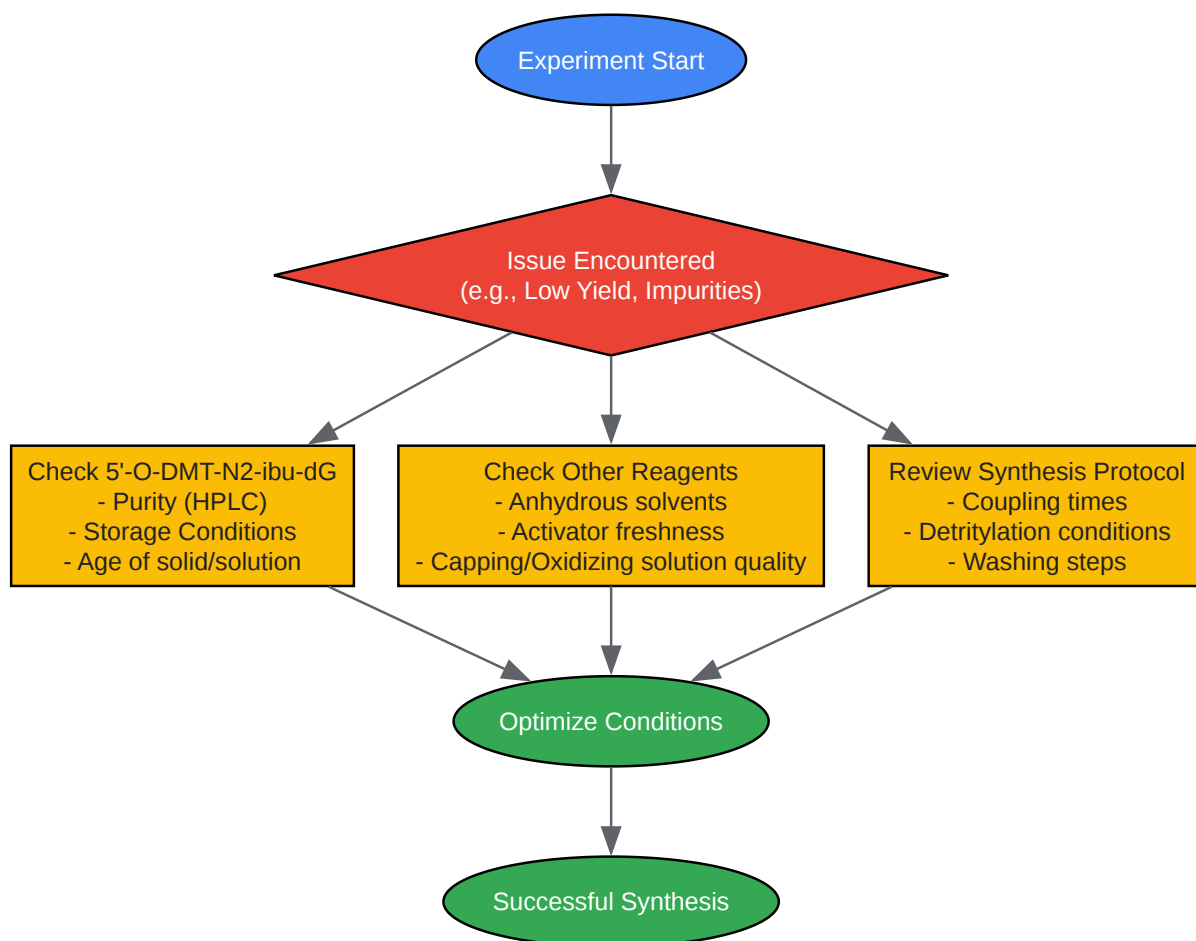 Experiment Start
Issue Encountered
(e.g., Low Yield, Impurities)
Check 5'-O-DMT-N2-ibu-dG
- Purity (HPLC)
- Storage Conditions
- Age of solid/solution
Check Other Reagents
- Anhydrous solvents
- Activator freshness
- Capping/Oxidizing solution quality
Review Synthesis Protocol
- Coupling times
- Detritylation conditions
- Washing steps
Optimize Conditions
Successful Synthesis